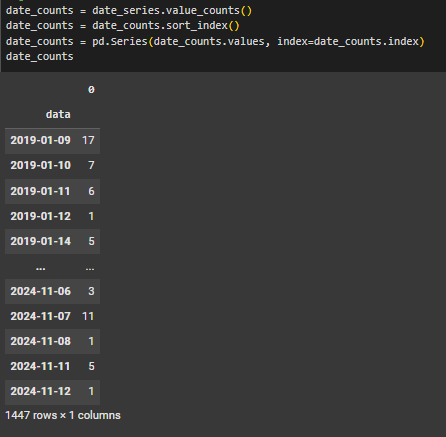 date_counts = date_series.value_counts()
date_counts = date_counts.sort_index()
date_counts = pd.Series(date_counts.values, index=date_counts.index)
date_counts
0
data
2019-01-09 17
2019-01-10 7
2019-01-11 6
2019-01-12 1
2019-01-14 5
... ...
2024-11-06 3
2024-11-07 11
2024-11-08 1
2024-11-11 5
2024-11-12 1
1447 rows × 1 columns